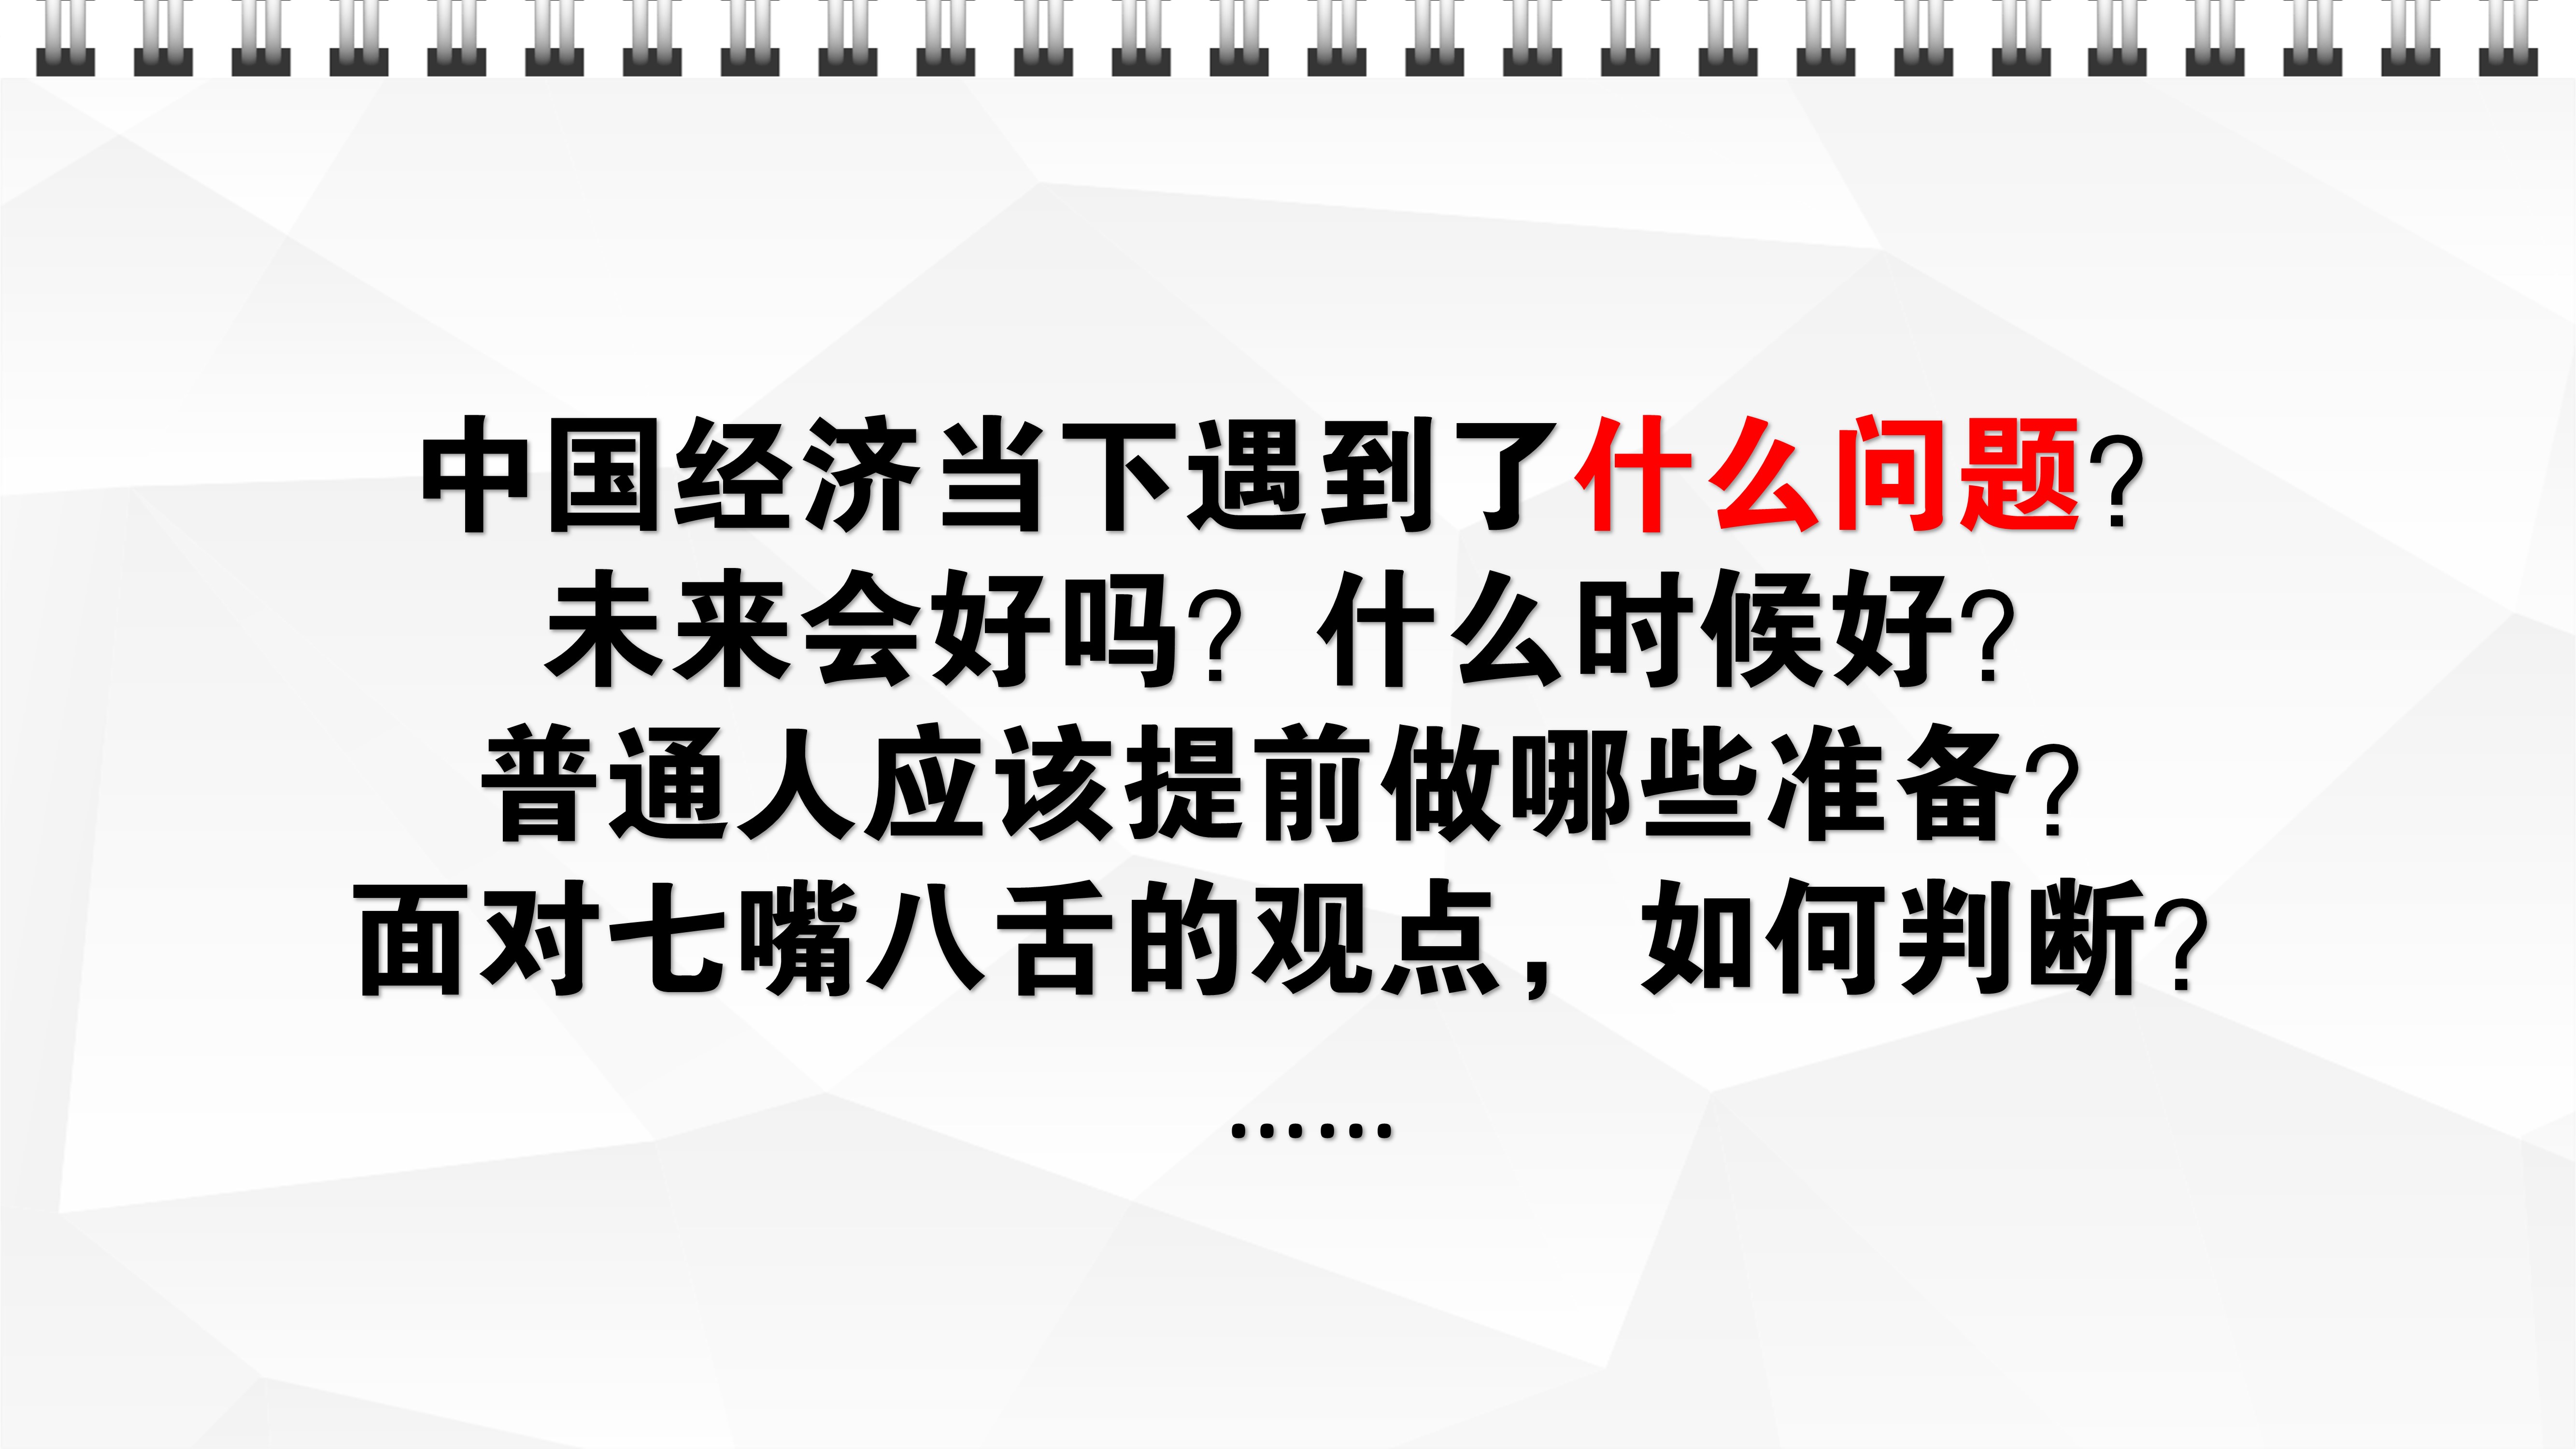 中国经济当下遇到了什么问题?
未来会好吗? 什么时候好?
普通人应该提前做哪些准备?
面对七嘴八舌的观点，如何判断?
……